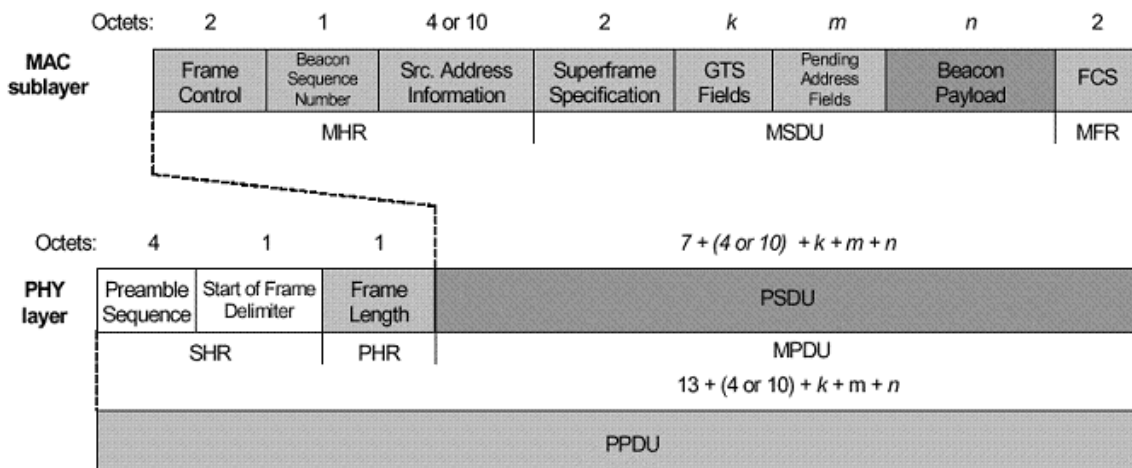 Octets: 2 1 4 or 10 2 k m n 2
MAC sublayer
Frame Control
Beacon Sequence Number
Src. Address Information
Superframe Specification
GTS Fields
Pending Address Fields
Beacon Payload
FCS
MHR MSDU MFR
Octets: 4 1 1 7 + (4 or 10) + k + m + n
PHY layer
Preamble Sequence
Start of Frame Delimiter
Frame Length
PSDU
SHR PHR MPDU
13 + (4 or 10) + k + m + n
PPDU